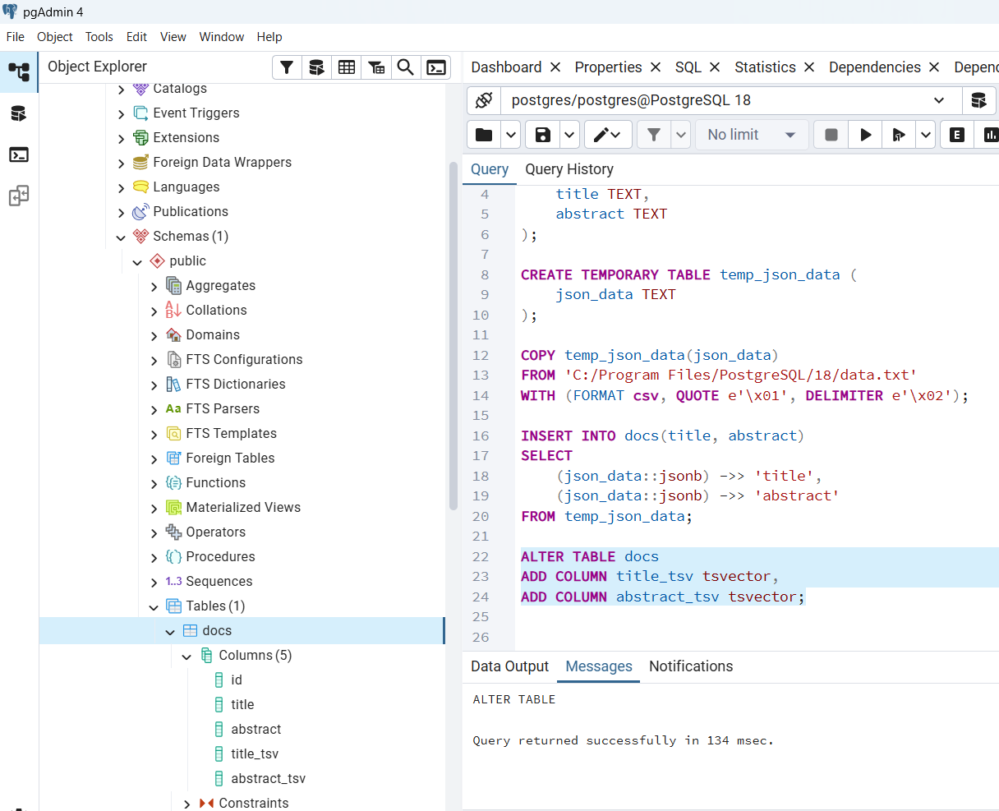 pgAdmin 4
File Object Tools Edit View Window Help
Object Explorer
Catalogs
Event Triggers
Extensions
Foreign Data Wrappers
Languages
Publications
Schemas (1)
public
Aggregates
Collations
Domains
FTS Configurations
FTS Dictionaries
Aa FTS Parsers
FTS Templates
Foreign Tables
Functions
Materialized Views
Operators
Procedures
1..3 Sequences
Tables (1)
docs
Columns (5)
id
title
abstract
title_tsv
abstract_tsv
Constraints
Dashboard Properties SQL Statistics Dependencies Depend
postgres/postgres@PostgreSQL 18
No limit E
Query Query History
4 title TEXT,
5 abstract TEXT
6 );
7
8 CREATE TEMPORARY TABLE temp_json_data (
9 json_data TEXT
10 );
11
12 COPY temp_json_data(json_data)
13 FROM 'C:/Program Files/PostgreSQL/18/data.txt'
14 WITH (FORMAT csv, QUOTE e'\x01', DELIMITER e'\x02');
15
16 INSERT INTO docs(title, abstract)
17 SELECT
18 (json_data::jsonb) ->> 'title',
19 (json_data::jsonb) ->> 'abstract'
20 FROM temp_json_data;
21
22 ALTER TABLE docs
23 ADD COLUMN title_tsv tsvector,
24 ADD COLUMN abstract_tsv tsvector;
25
26
Data Output Messages Notifications
ALTER TABLE
Query returned successfully in 134 msec.